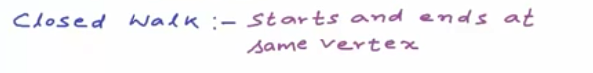 Closed Walk :- Starts and ends at
same vertex